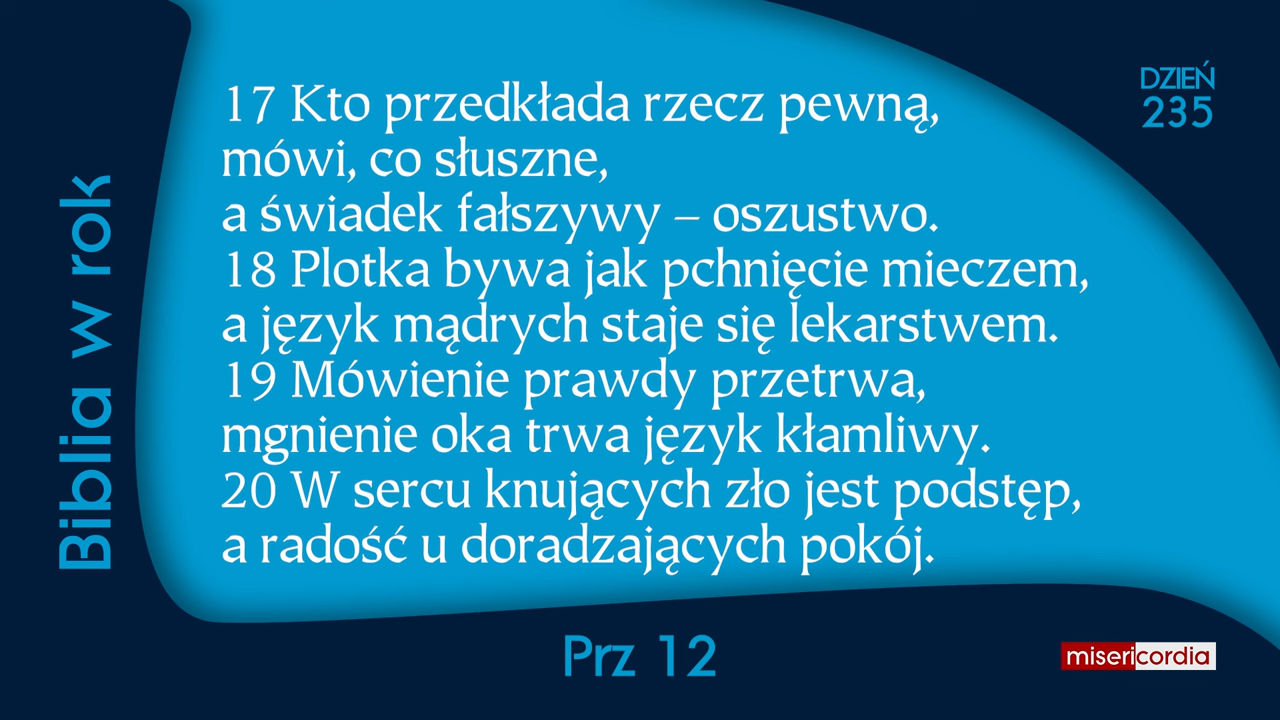 DZIEŃ
235
17 Kto przedkłada rzecz pewną,
mówi, co słuszne,
a świadek fałszywy – oszustwo.
18 Plotka bywa jak pchnięcie mieczem,
a język mądrych staje się lekarstwem.
19 Mówienie prawdy przetrwa,
mgnienie oka trwa język kłamliwy.
20 W sercu knujących zło jest podstęp,
a radość u doradzających pokój.
Biblia w rok
Prz 12
misericordia